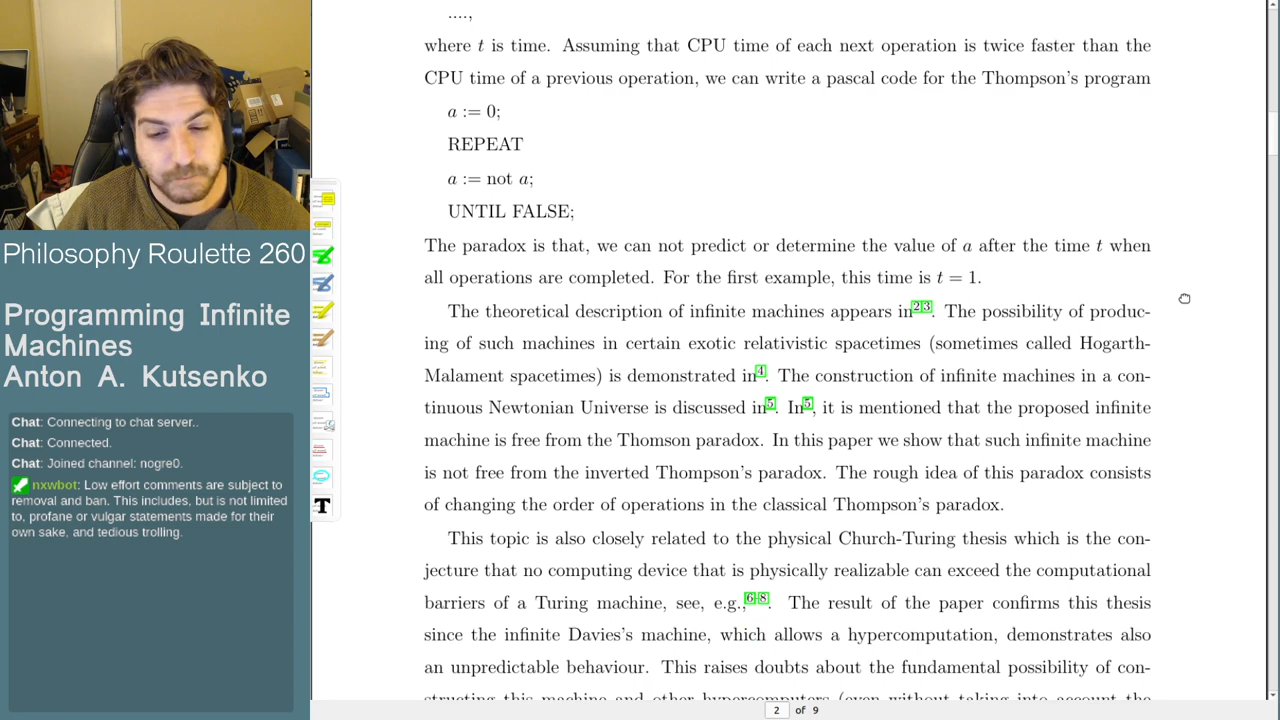 Philosophy Roulette 260
Programming Infinite
Machines
Anton A. Kutsenko
Chat: Connecting to chat server..
Chat: Connected.
Chat: Joined channel: nogre0.
nxwbot: Low effort comments are subject to
removal and ban. This includes, but is not limited
to, profane or vulgar statements made for their
own sake, and tedious trolling.
T
....,
where t is time. Assuming that CPU time of each next operation is twice faster than the
CPU time of a previous operation, we can write a pascal code for the Thompson's program
a := 0;
REPEAT
a := not a;
UNTIL FALSE;
The paradox is that, we can not predict or determine the value of a after the time t when
all operations are completed. For the first example, this time is t = 1.
The theoretical description of infinite machines appears in 2,3. The possibility of produc-
ing of such machines in certain exotic relativistic spacetimes (sometimes called Hogarth-
Malament spacetime) is demonstrated in 4. The construction of infinite machines in a con-
tinuous Newtonian universe is discussed in 5. In 5, it is mentioned that the proposed infinite
machine is free from the Thomson paradox. In this paper we show that such infinite machine
is not free from the inverted Thompson's paradox. The rough idea of this paradox consists
of changing the order of operations in the classical Thompson's paradox.
This topic is also closely related to the physical Church-Turing thesis which is the con-
jecture that no computing device that is physically realizable can exceed the computational
barriers of a Turing machine, see, e.g., 6–8. The result of the paper confirms this thesis
since the infinite Davies's machine, which allows a hypercomputation, demonstrates also
an unpredictable behaviour. This raises doubts about the fundamental possibility of con-
structing this machine and other hypercomputers (even without taking into account the
2 of 9